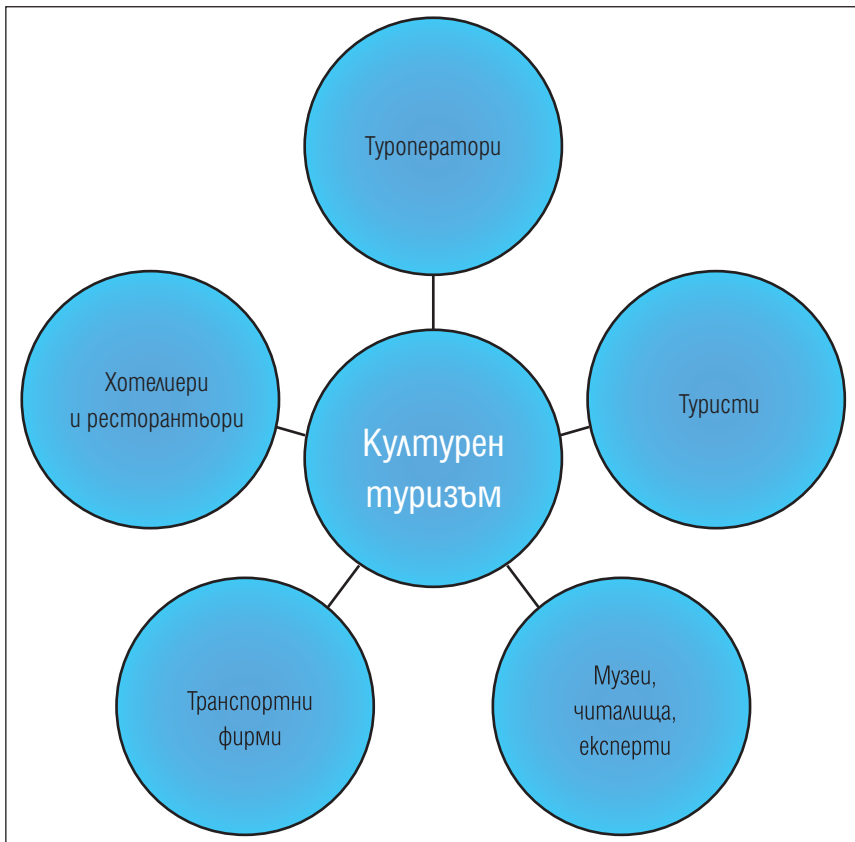 Туроператори
Хотелиери
и ресторантьори
Туристи
Културен
туризъм
Транспортни
фирми
Музеи,
читалища,
експерти